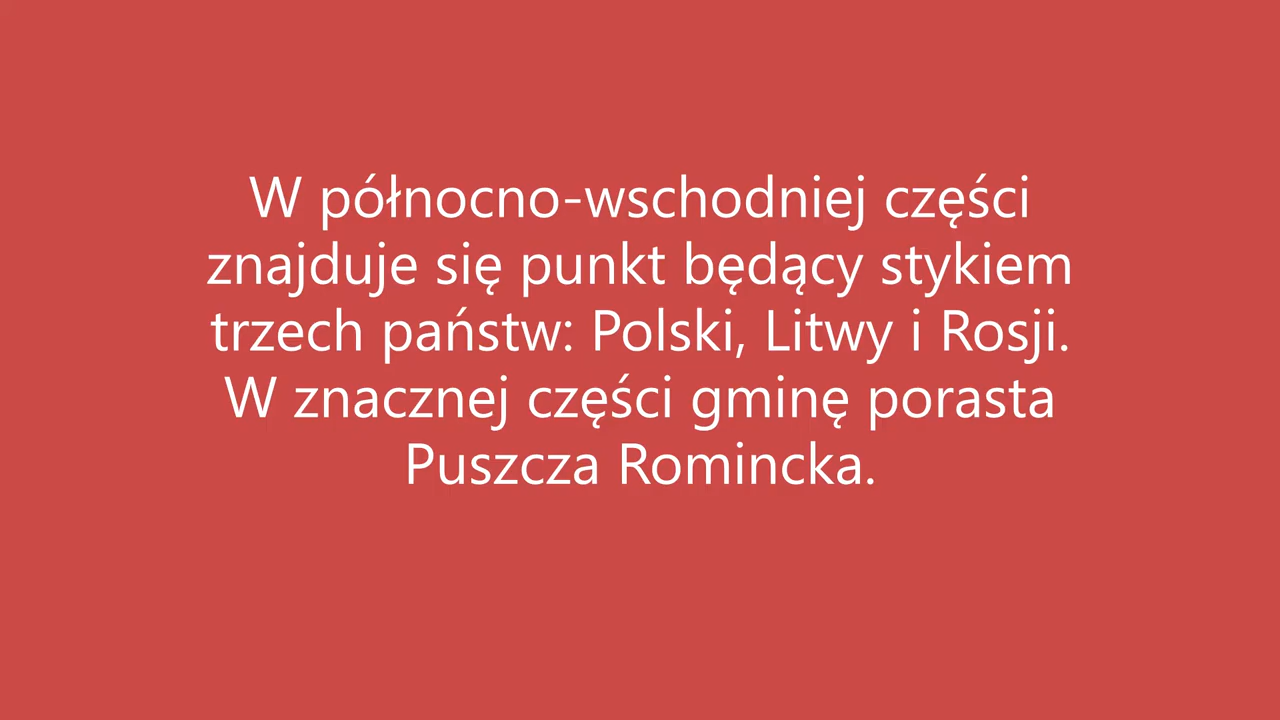 W północno-wschodniej części
znajduje się punkt będący stykiem
trzech państw: Polski, Litwy i Rosji.
W znacznej części gminę porasta
Puszcza Romincka.